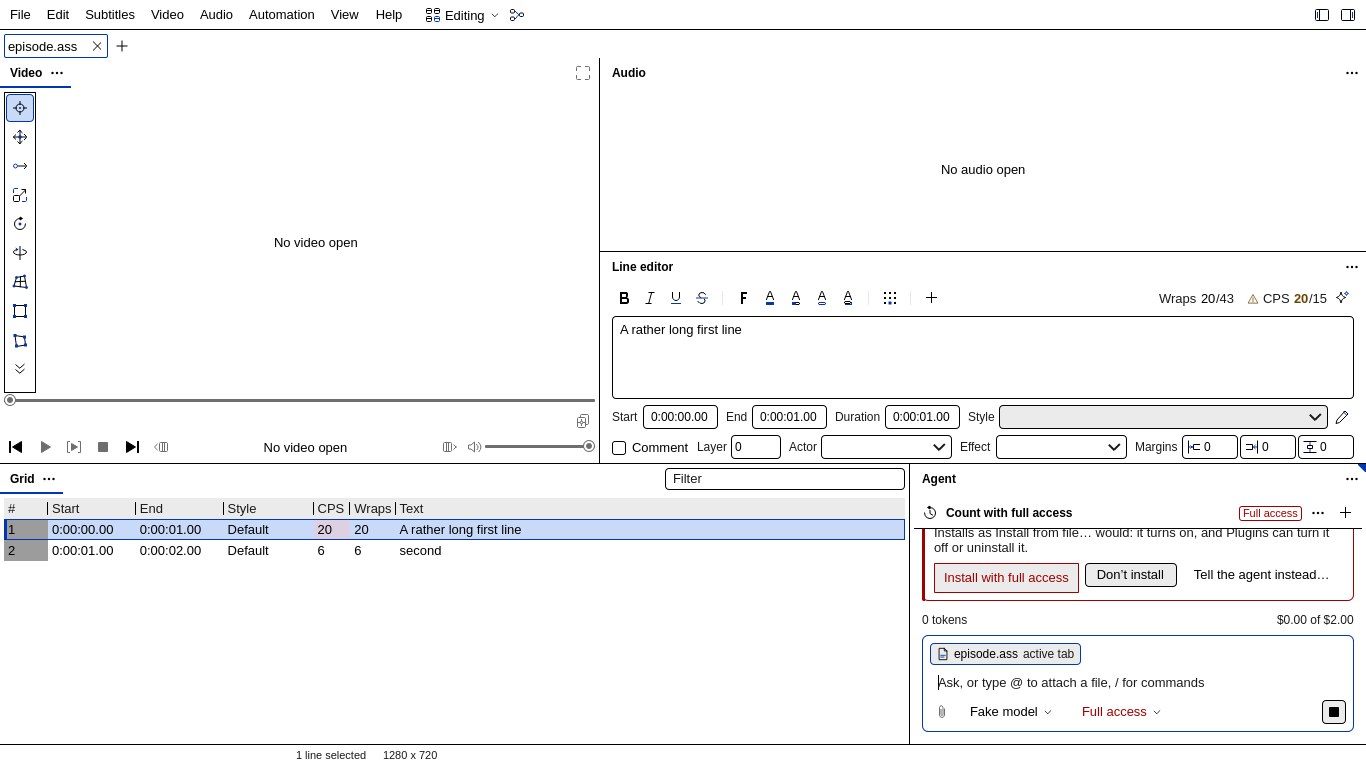 File Edit Subtitles Video Audio Automation View Help Editing
episode.ass
Video
No video open
No video open
Audio
No audio open
Line editor
B I U S F A A A A Wraps 20/43 CPS 20/15
A rather long first line
Start 0:00:00.00 End 0:00:01.00 Duration 0:00:01.00 Style
Comment Layer 0 Actor Effect Margins 0 0 0
Grid Filter
# Start End Style CPS Wraps Text
1 0:00:00.00 0:00:01.00 Default 20 20 A rather long first line
2 0:00:01.00 0:00:02.00 Default 6 6 second
Agent
Count with full access Full access
Installs as Install from file… would: it turns on, and Plugins can turn it
off or uninstall it.
Install with full access Don’t install Tell the agent instead…
0 tokens $0.00 of $2.00
episode.ass active tab
Ask, or type @ to attach a file, / for commands
Fake model Full access
1 line selected 1280 x 720